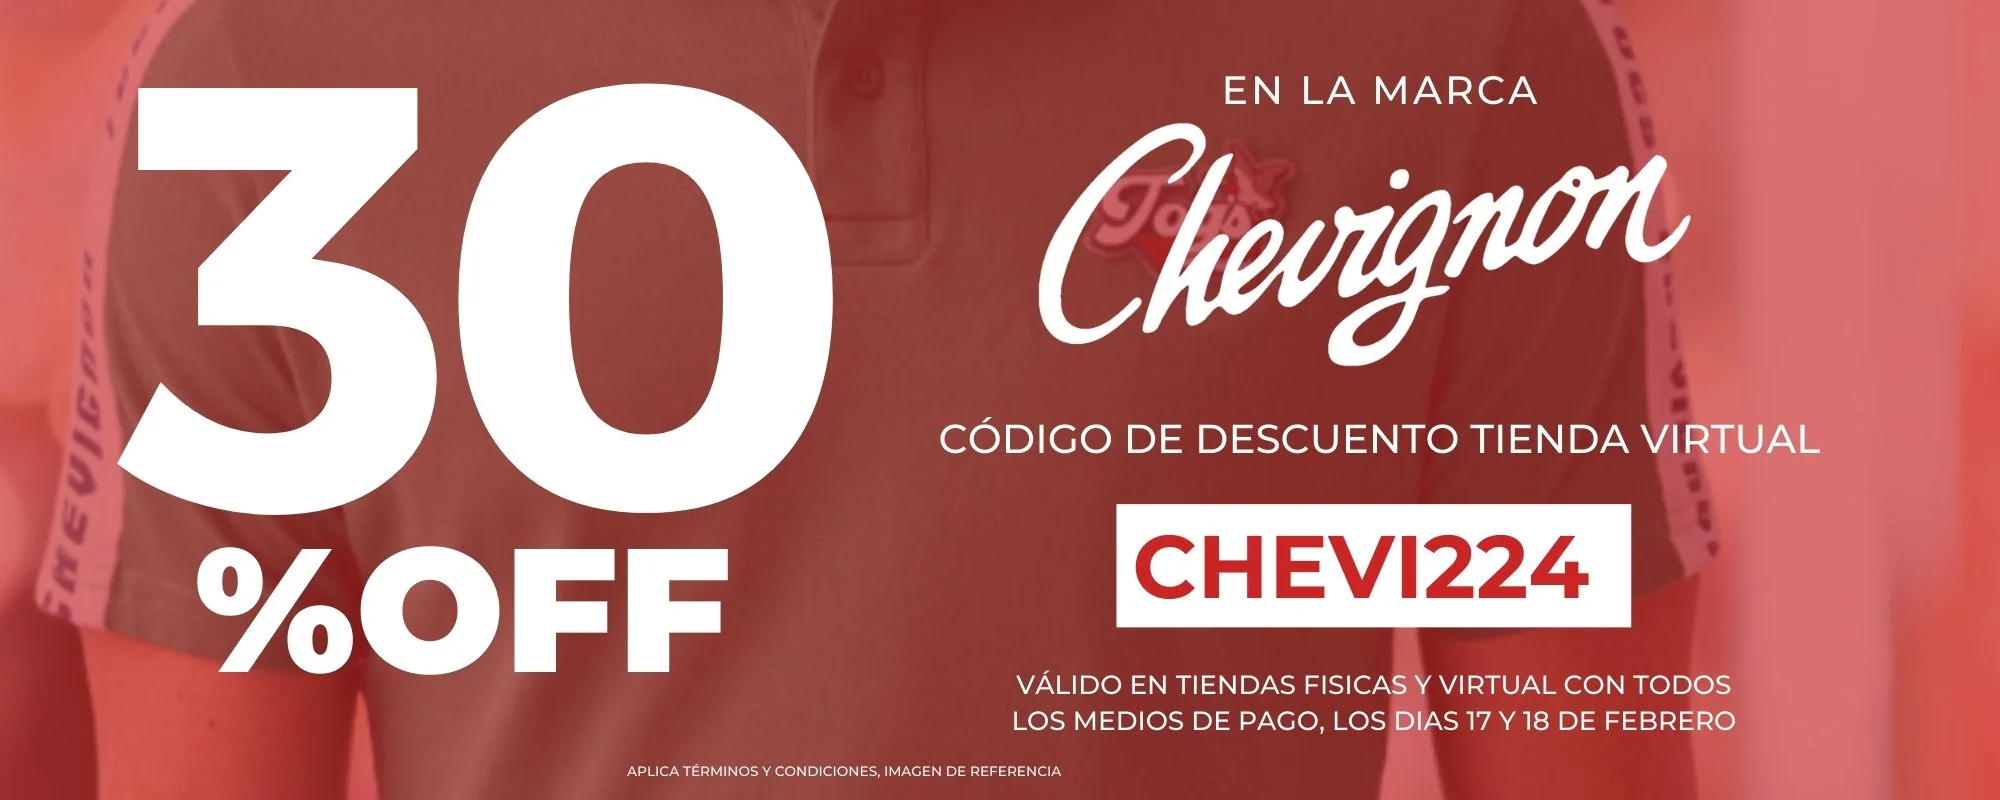 30
%OFF
EN LA MARCA
Chevignon
Tog's
CÓDIGO DE DESCUENTO TIENDA VIRTUAL
CHEVI224
VÁLIDO EN TIENDAS FISICAS Y VIRTUAL CON TODOS
LOS MEDIOS DE PAGO, LOS DIAS 17 Y 18 DE FEBRERO
APLICA TÉRMINOS Y CONDICIONES, IMAGEN DE REFERENCIA